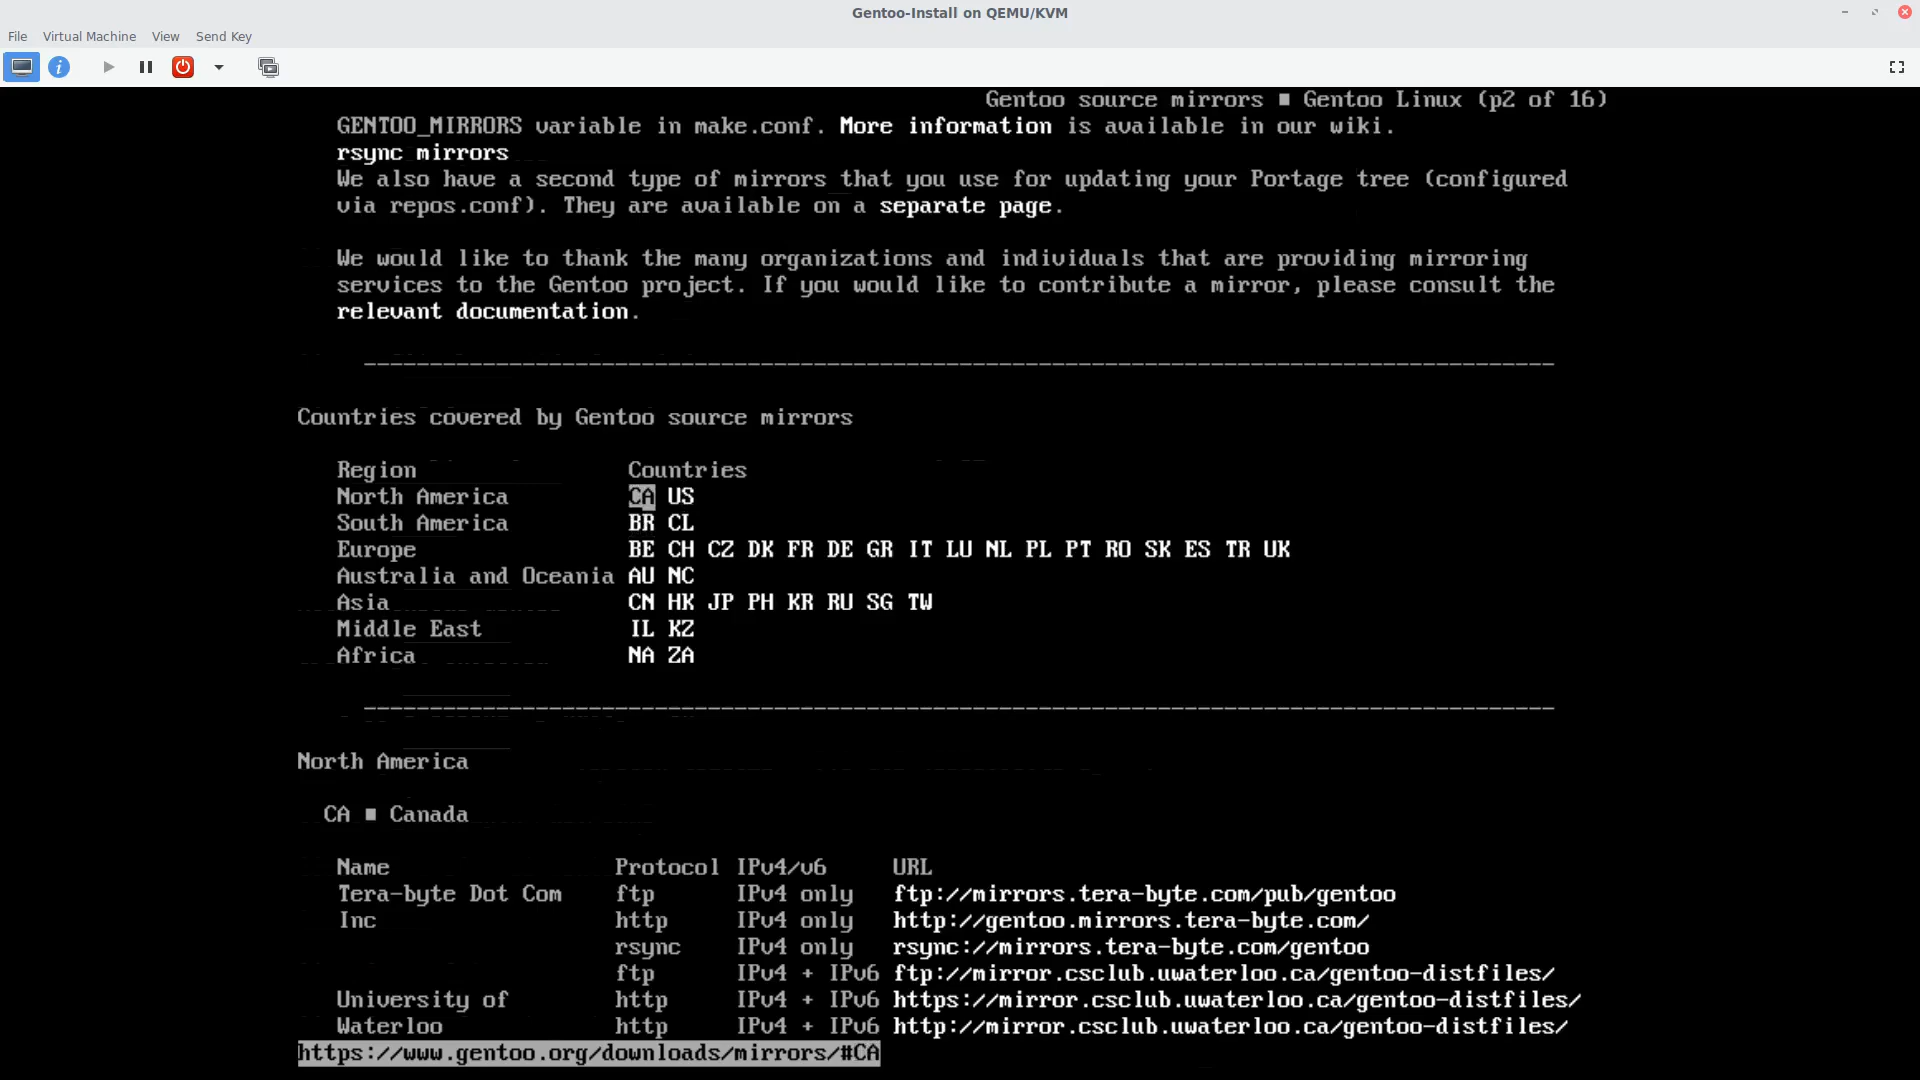 Gentoo-Install on QEMU/KVM
File Virtual Machine View Send Key
Gentoo source mirrors ■ Gentoo Linux (p2 of 16)
GENTOO_MIRRORS variable in make.conf. More information is available in our wiki.
rsync mirrors
We also have a second type of mirrors that you use for updating your Portage tree (configured
via repos.conf). They are available on a separate page.
We would like to thank the many organizations and individuals that are providing mirroring
services to the Gentoo project. If you would like to contribute a mirror, please consult the
relevant documentation.
Countries covered by Gentoo source mirrors
Region Countries
North America CA US
South America BR CL
Europe BE CH CZ DK FR DE GR IT LU NL PL PT RO SK ES TR UK
Australia and Oceania AU NC
Asia CN HK JP PH KR RU SG TW
Middle East IL KZ
Africa NA ZA
North America
CA ■ Canada
Name Protocol IPv4/v6 URL
Tera-byte Dot Com ftp IPv4 only ftp://mirrors.tera-byte.com/pub/gentoo
Inc http IPv4 only http://gentoo.mirrors.tera-byte.com/
rsync IPv4 only rsync://mirrors.tera-byte.com/gentoo
ftp IPv4 + IPv6 ftp://mirror.csclub.uwaterloo.ca/gentoo-distfiles/
University of http IPv4 + IPv6 https://mirror.csclub.uwaterloo.ca/gentoo-distfiles/
Waterloo http IPv4 + IPv6 http://mirror.csclub.uwaterloo.ca/gentoo-distfiles/
https://www.gentoo.org/downloads/mirrors/#CA